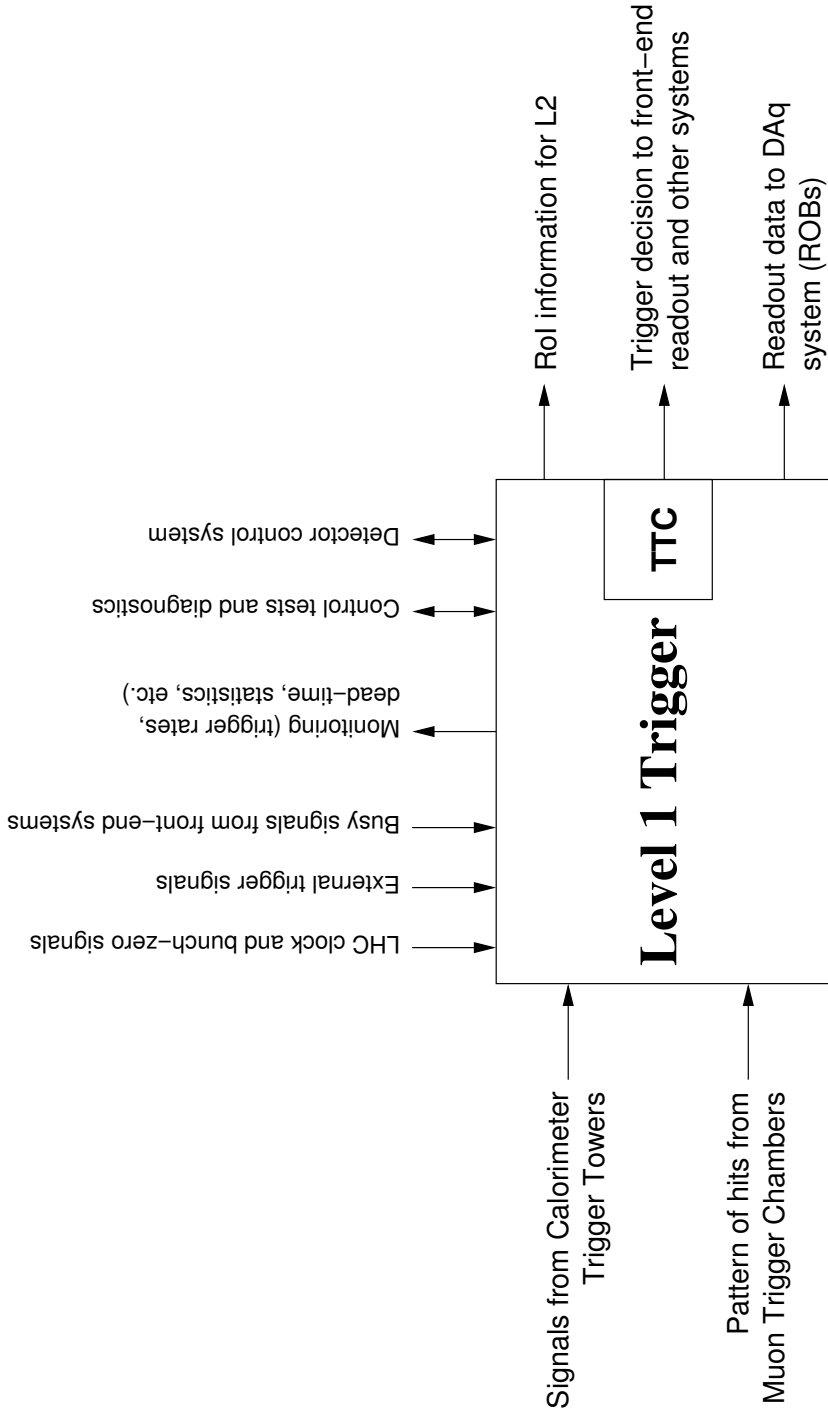 LHC clock and bunch−zero signals
External trigger signals
Busy signals from front−end systems
Monitoring (trigger rates,
dead−time, statistics, etc.)
Control tests and diagnostics
Detector control system
Signals from Calorimeter
Trigger Towers
Pattern of hits from
Muon Trigger Chambers
Level 1 Trigger
TTC
RoI information for L2
Trigger decision to front−end
readout and other systems
Readout data to DAq
system (ROBs)